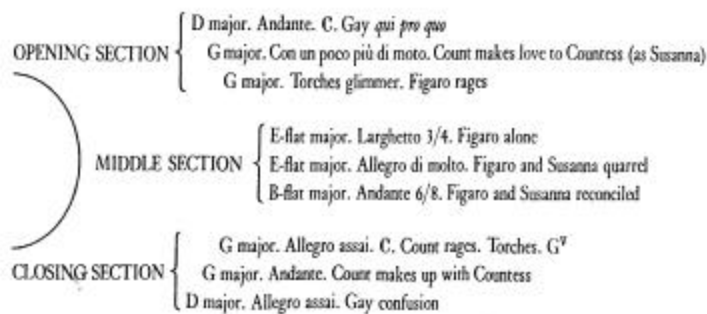 D major. Andante. C. Gay qui pro quo
OPENING SECTION G major. Con un poco più di moto. Count makes love to Countess (as Susanna)
G major. Torches glimmer. Figaro rages
E-flat major. Larghetto 3/4. Figaro alone
MIDDLE SECTION E-flat major. Allegro di molto. Figaro and Susanna quarrel
B-flat major. Andante 6/8. Figaro and Susanna reconciled
G major. Allegro assai. C. Count rages. Torches. Gⱽ
CLOSING SECTION G major. Andante. Count makes up with Countess
D major. Allegro assai. Gay confusion